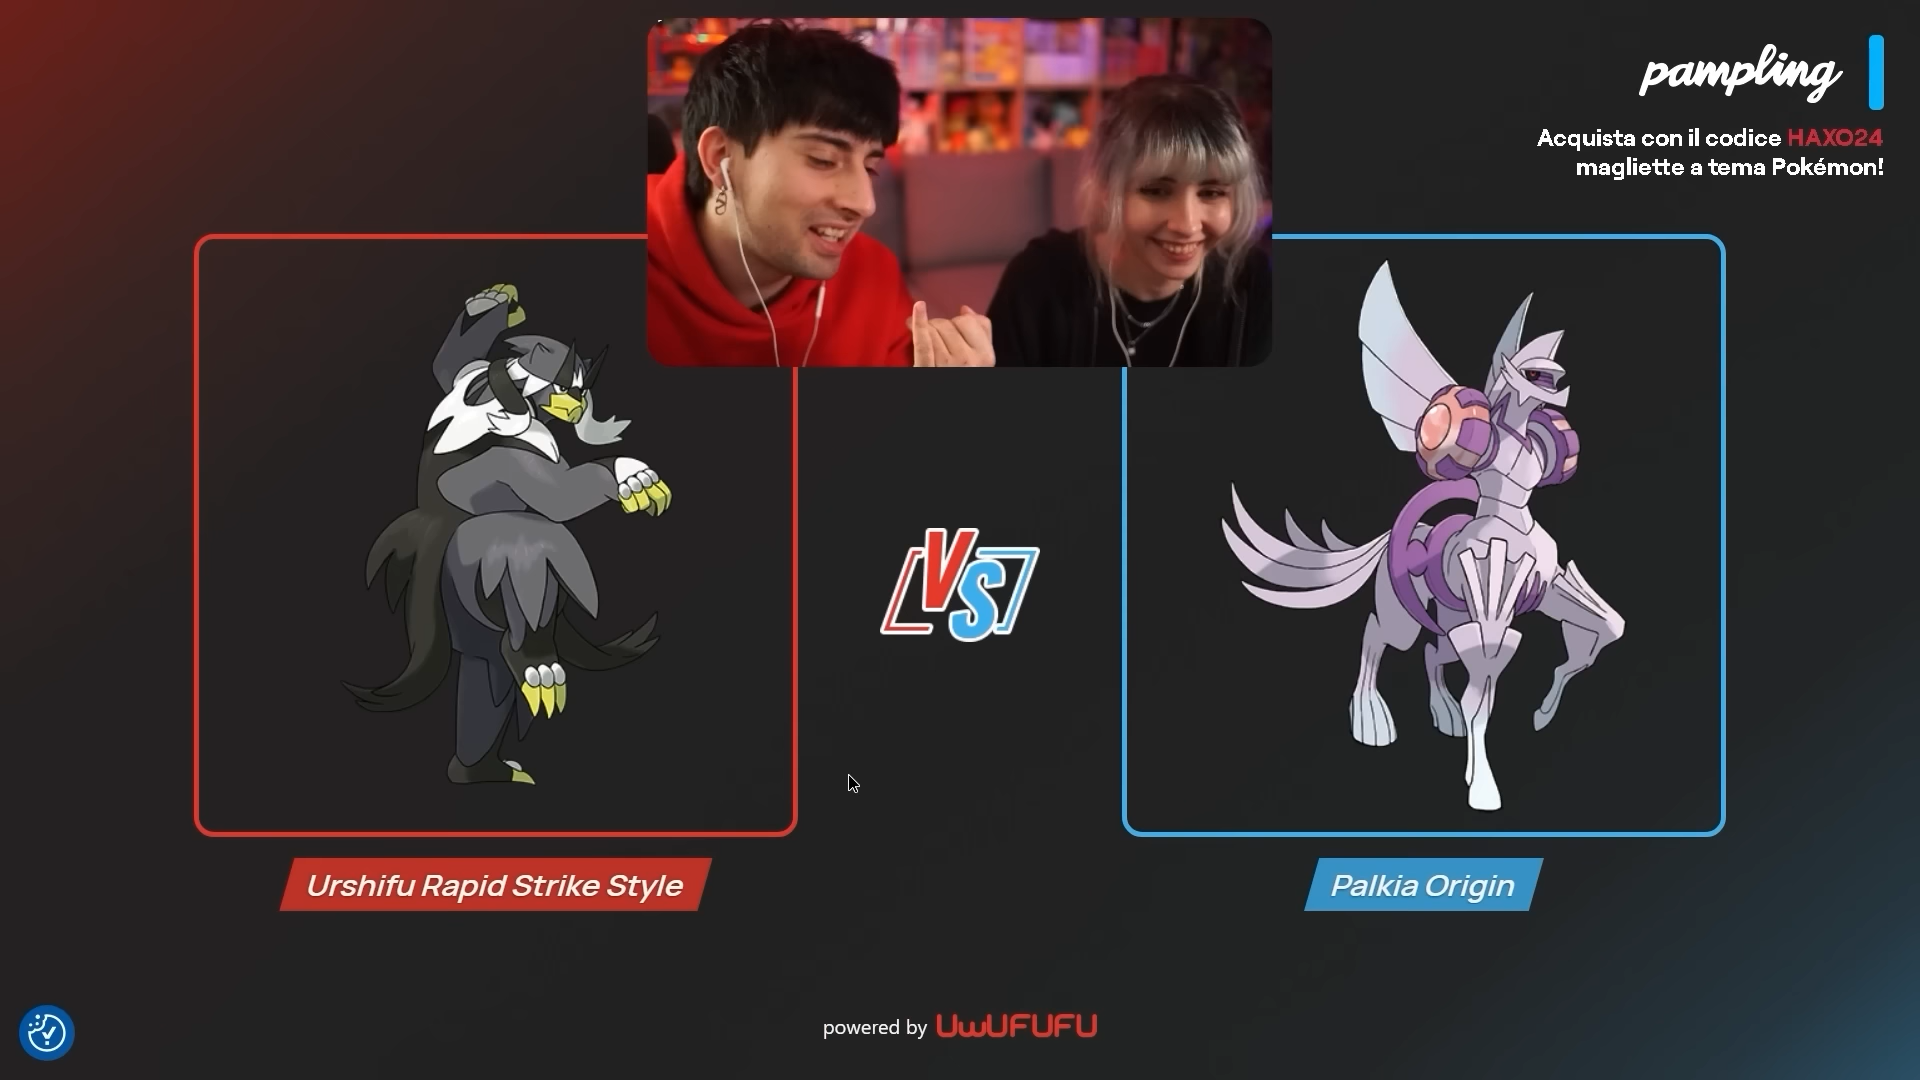 pampling
Acquista con il codice HAXO24
magliette a tema Pokémon!
VS
Urshifu Rapid Strike Style
Palkia Origin
powered by UwUFUFU